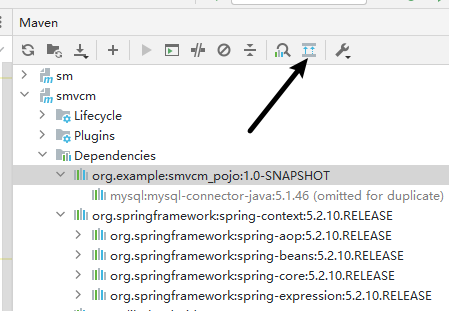 Maven
sm
smvcm
Lifecycle
Plugins
Dependencies
org.example:smvcm_pojo:1.0-SNAPSHOT
mysql:mysql-connector-java:5.1.46 (omitted for duplicate)
org.springframework:spring-context:5.2.10.RELEASE
org.springframework:spring-aop:5.2.10.RELEASE
org.springframework:spring-beans:5.2.10.RELEASE
org.springframework:spring-core:5.2.10.RELEASE
org.springframework:spring-expression:5.2.10.RELEASE